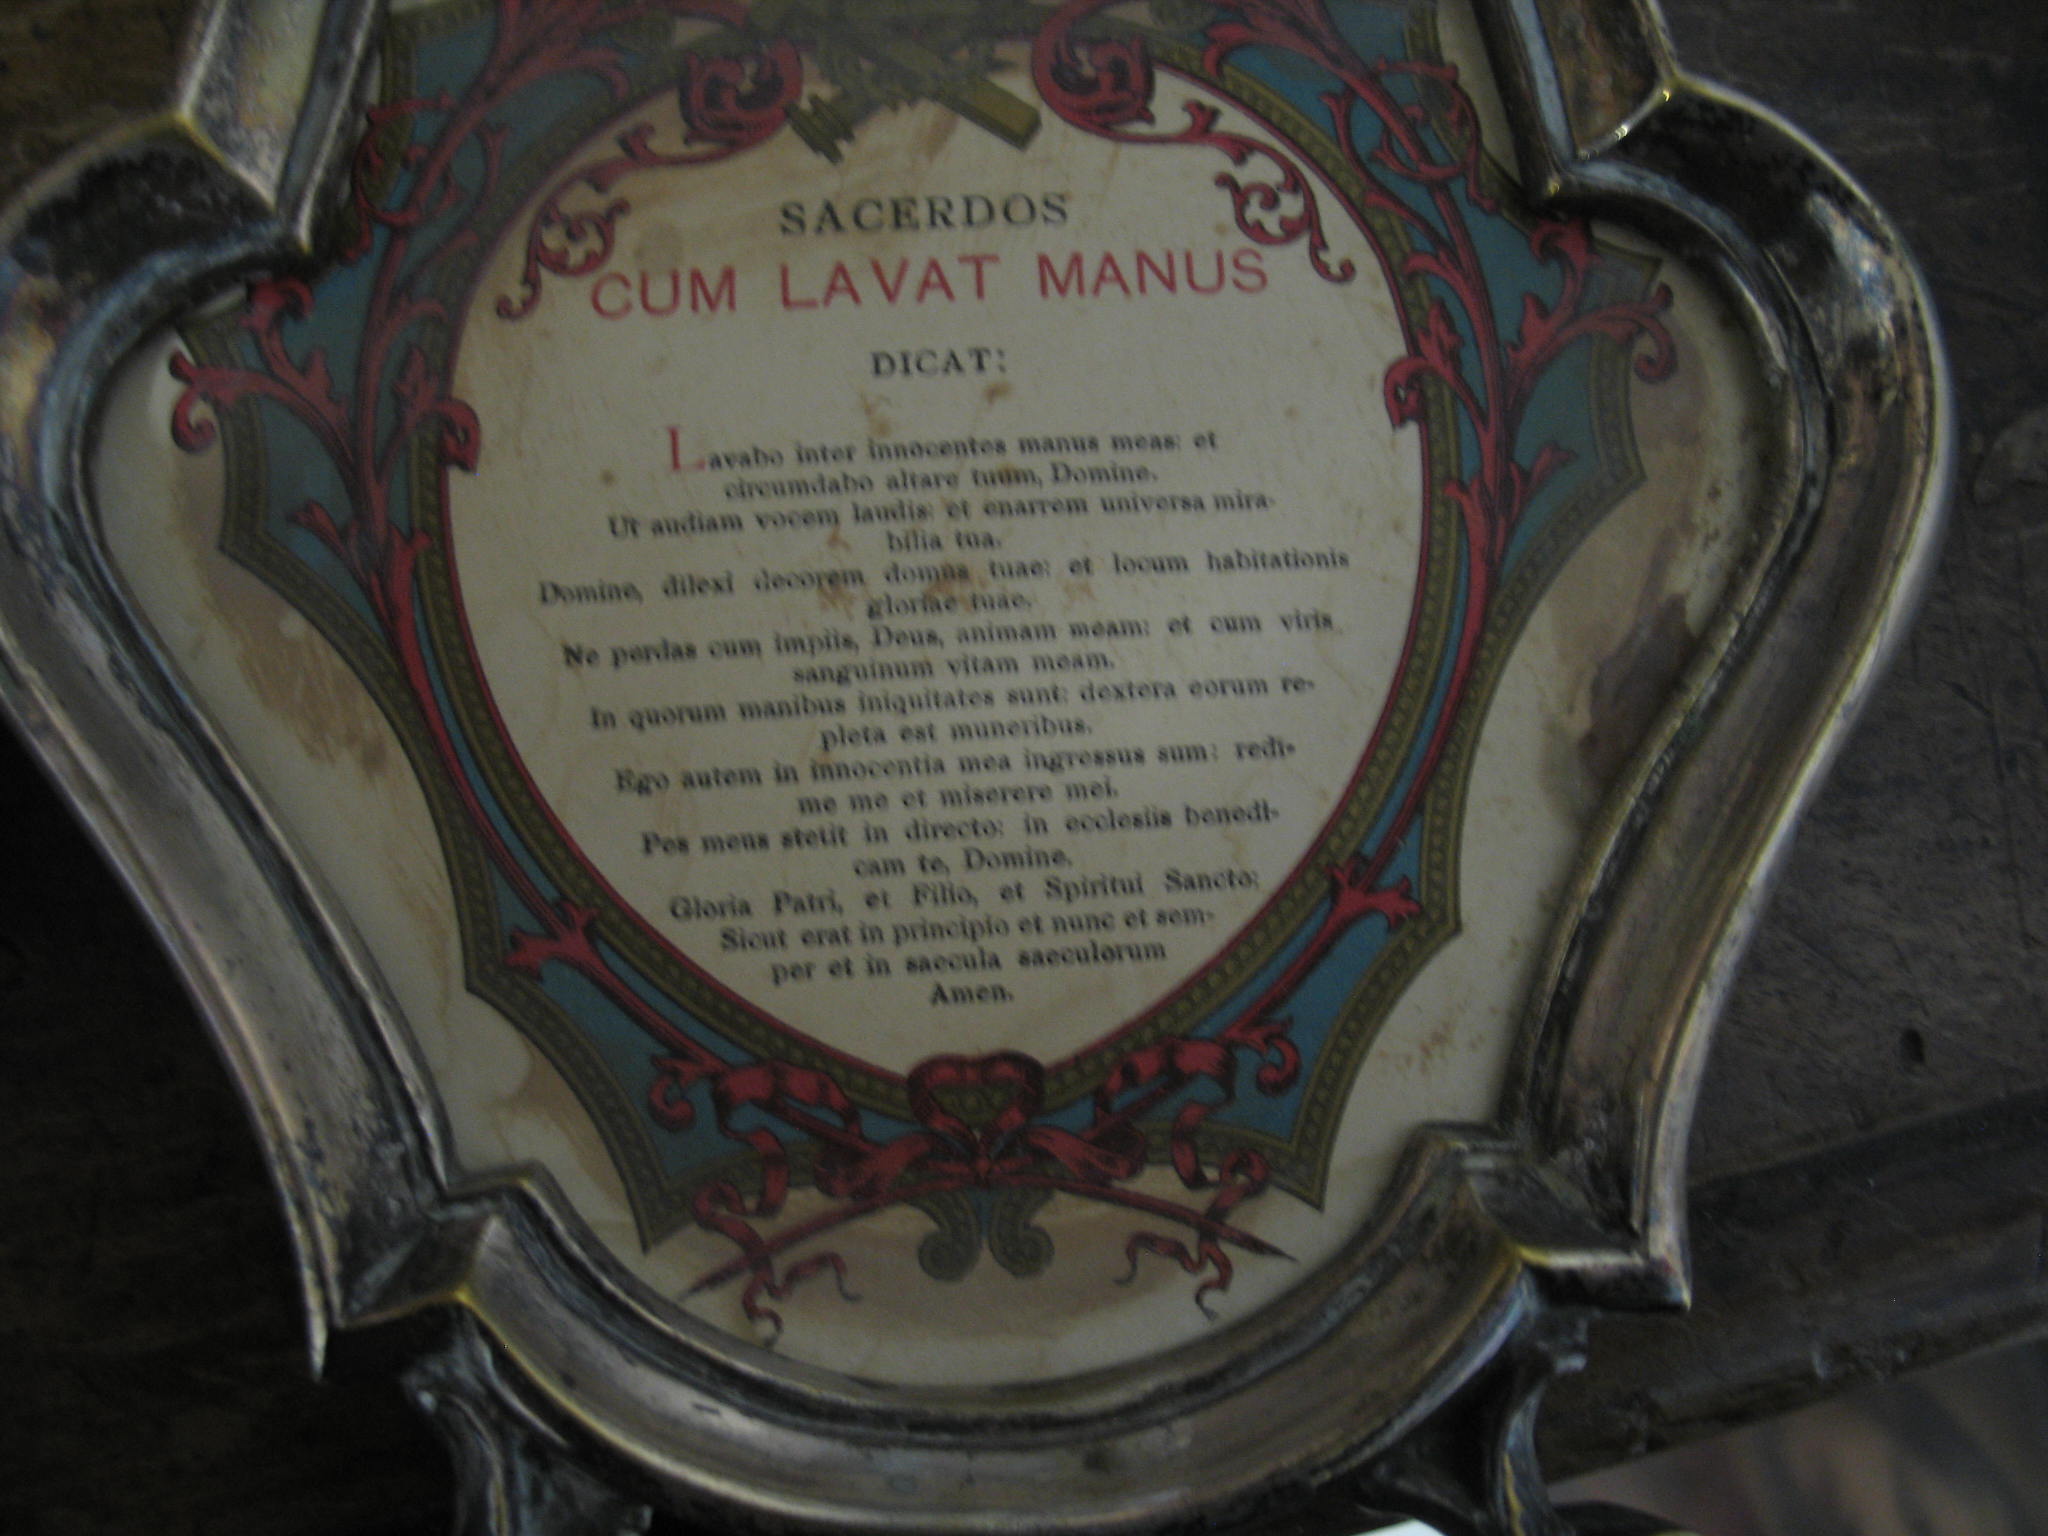 SACERDOS
CUM LAVAT MANUS
DICAT:
Lavabo inter innocentes manus meas: et
circumdabo altare tuum, Domine.
Ut audiam vocem laudis: et enarrem universa mira-
bilia tua.
Domine, dilexi decorem domus tuae: et locum habitationis
gloriae tuae.
Ne perdas cum impiis, Deus, animam meam: et cum viris
sanguinum vitam meam.
In quorum manibus iniquitates sunt: dextera eorum re-
pleta est muneribus.
Ego autem in innocentia mea ingressus sum: redi-
me me et miserere mei.
Pes meus stetit in directo: in ecclesiis benedi-
cam te, Domine.
Gloria Patri, et Filio, et Spiritui Sancto:
Sicut erat in principio et nunc et sem-
per et in saecula saeculorum
Amen.